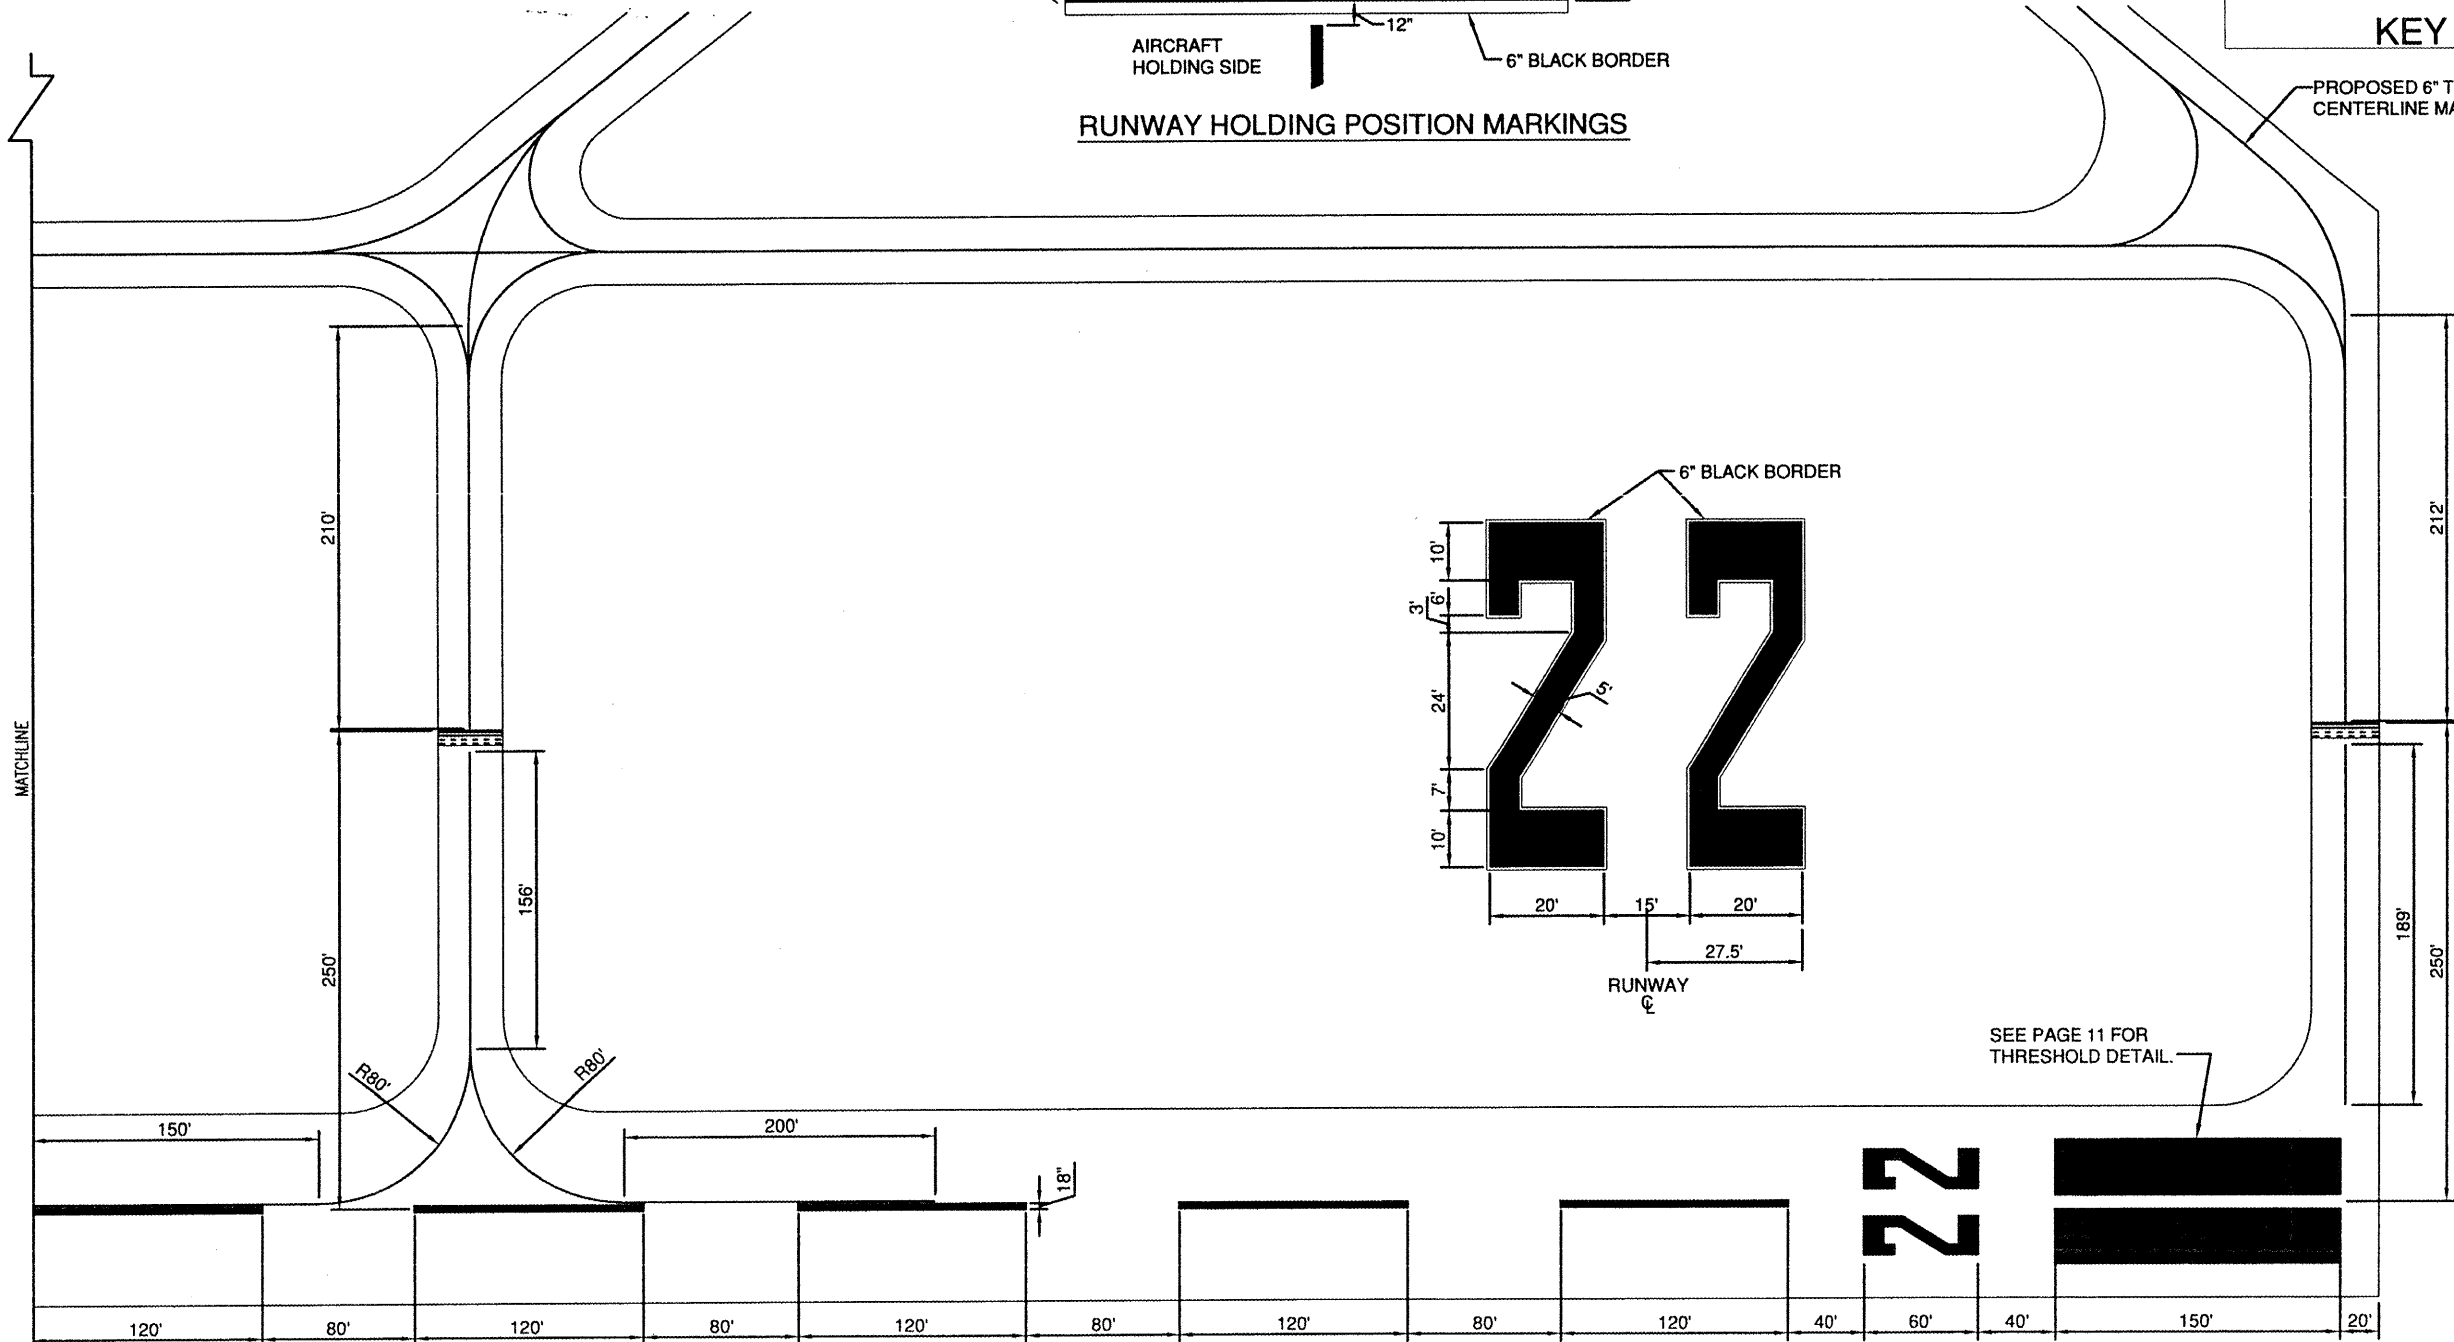 12"
AIRCRAFT
HOLDING SIDE
6" BLACK BORDER
RUNWAY HOLDING POSITION MARKINGS
KEY
PROPOSED 6" T
CENTERLINE MA
210'
212'
6" BLACK BORDER
10'
6'
3'
24'
5'
7'
10'
22
20'
15'
20'
27.5'
RUNWAY
℄
MATCHLINE
156'
250'
189'
250'
SEE PAGE 11 FOR
THRESHOLD DETAIL.
R80'
R80'
150'
200'
18"
2
2
120'
80'
120'
80'
120'
80'
120'
80'
120'
40'
60'
40'
150'
20'